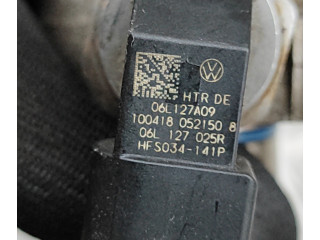 HTR DE
06L127A09
100418 052150 8
06L 127 025R
HFS034-141P